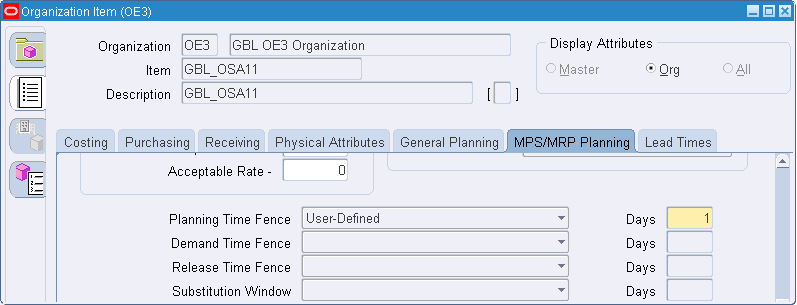 Organization Item (OE3)
Organization OE3 GBL OE3 Organization
Item GBL_OSA11
Description GBL_OSA11 [ ]
Display Attributes
Master Org All
Costing Purchasing Receiving Physical Attributes General Planning MPS/MRP Planning Lead Times
Acceptable Rate - 0
Planning Time Fence User-Defined Days 1
Demand Time Fence Days
Release Time Fence Days
Substitution Window Days